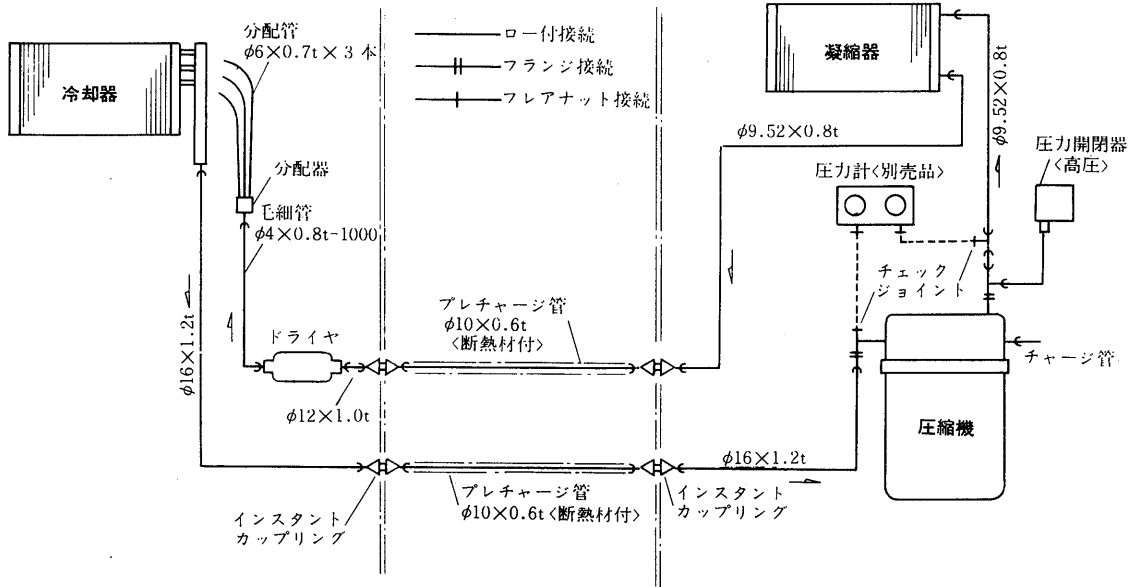 分配管
φ6×0.7t×3本
冷却器
分配器
毛細管
φ4×0.8t-1000
ロー付接続
フランジ接続
フレアナット接続
凝縮器
φ9.52×0.8t
φ9.52×0.8t
圧力開閉器
〈高圧〉
圧力計〈別売品〉
チェック
ジョイント
プレチャージ管
φ10×0.6t
〈断熱材付〉
ドライヤ
φ16×1.2t
φ12×1.0t
チャージ管
圧縮機
φ16×1.2t
プレチャージ管
φ10×0.6t〈断熱材付〉
インスタント
カップリング
インスタント
カップリング